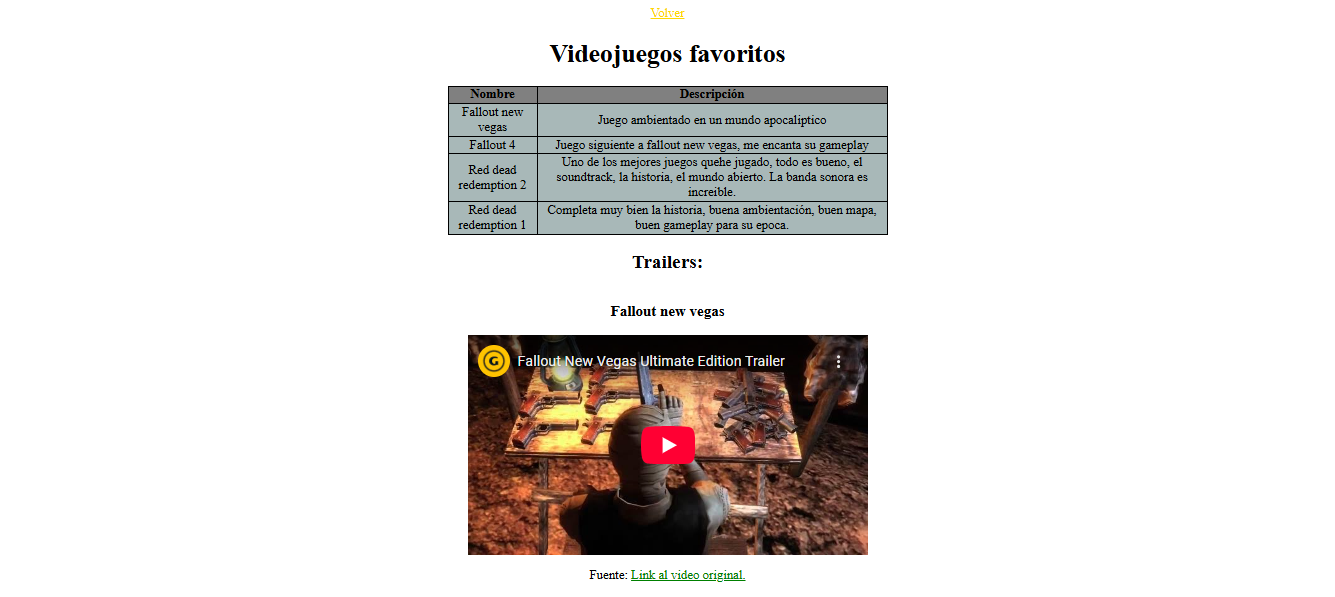 Volver
Videojuegos favoritos
Nombre Descripción
Fallout new
vegas
Juego ambientado en un mundo apocaliptico
Fallout 4 Juego siguiente a fallout new vegas, me encanta su gameplay
Red dead
redemption 2
Uno de los mejores juegos quehe jugado, todo es bueno, el
soundtrack, la historia, el mundo abierto. La banda sonora es
increible.
Red dead
redemption 1
Completa muy bien la historia, buena ambientación, buen mapa,
buen gameplay para su epoca.
Trailers:
Fallout new vegas
G
Fallout New Vegas Ultimate Edition Trailer
Fuente: Link al video original.